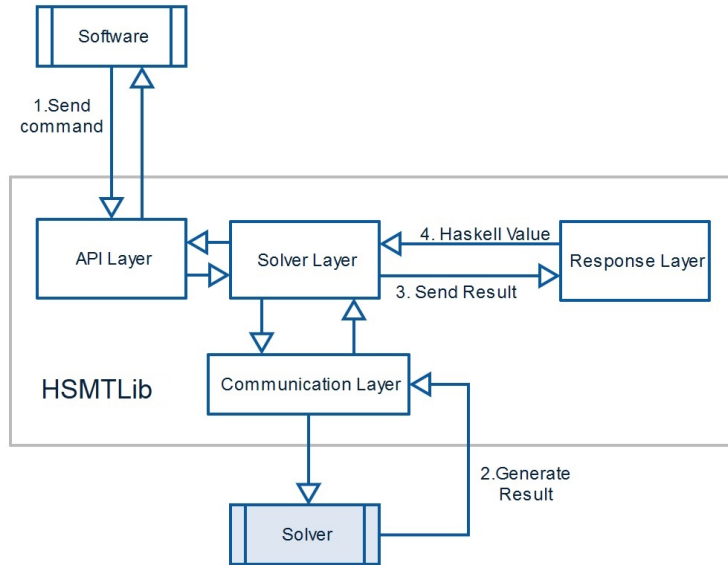 Software
1.Send
command
4. Haskell Value
API Layer
Solver Layer
Response Layer
3. Send Result
HSMTLib
Communication Layer
2.Generate
Result
Solver